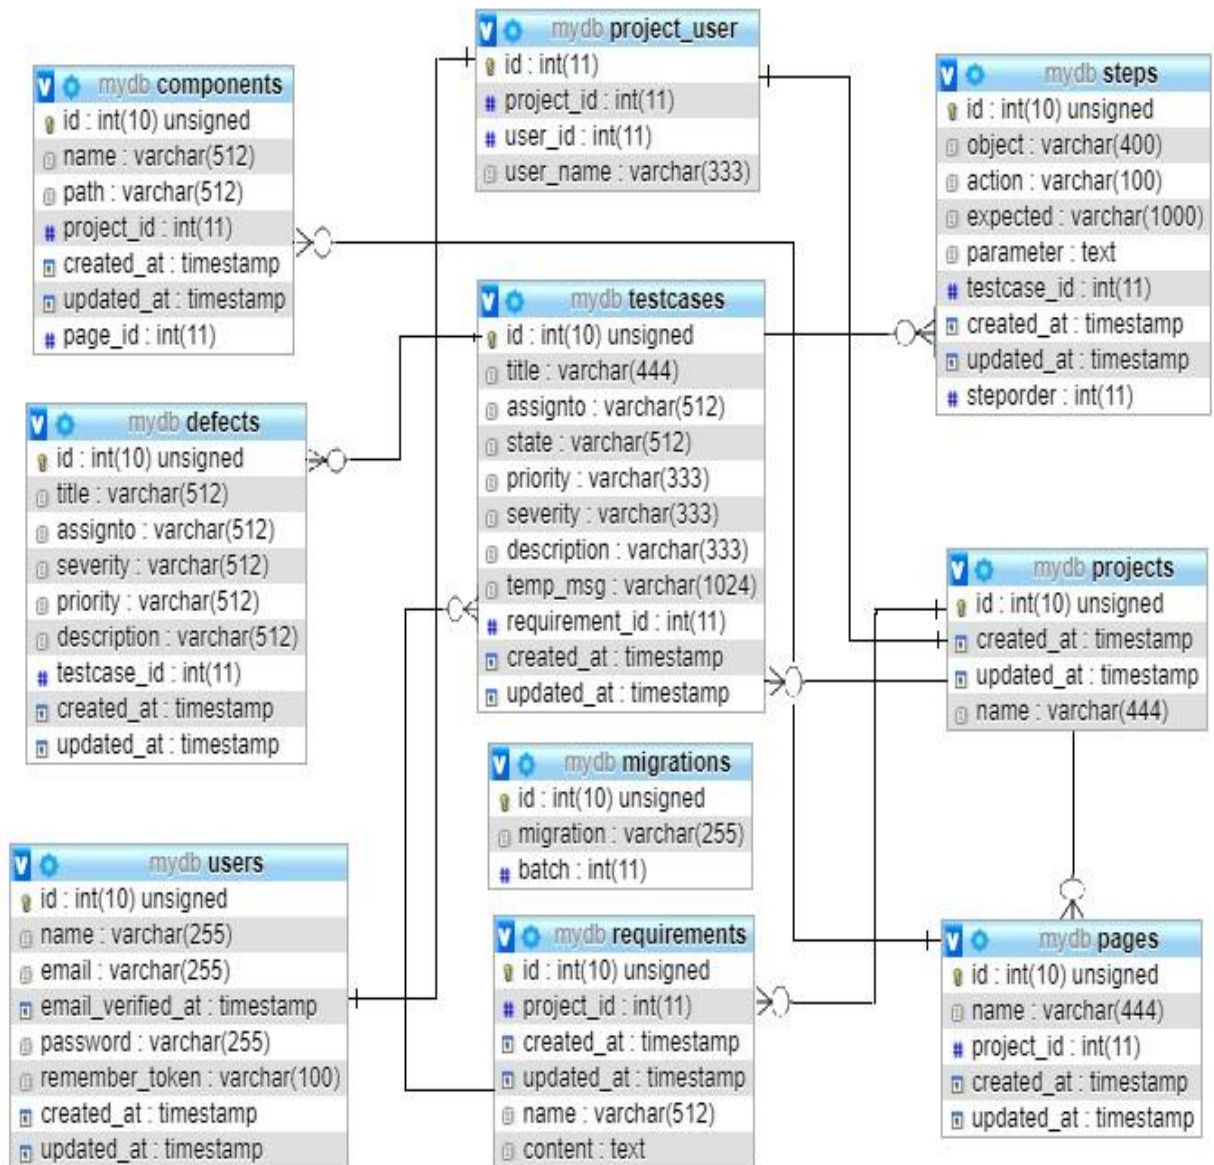 mydb project_user
id : int(11)
project_id : int(11)
user_id : int(11)
user_name : varchar(333)
mydb components
id : int(10) unsigned
name : varchar(512)
path : varchar(512)
project_id : int(11)
created_at : timestamp
updated_at : timestamp
page_id : int(11)
mydb steps
id : int(10) unsigned
object : varchar(400)
action : varchar(100)
expected : varchar(1000)
parameter : text
testcase_id : int(11)
created_at : timestamp
updated_at : timestamp
steporder : int(11)
mydb testcases
id : int(10) unsigned
title : varchar(444)
assignto : varchar(512)
state : varchar(512)
priority : varchar(333)
severity : varchar(333)
description : varchar(333)
temp_msg : varchar(1024)
requirement_id : int(11)
created_at : timestamp
updated_at : timestamp
mydb defects
id : int(10) unsigned
title : varchar(512)
assignto : varchar(512)
severity : varchar(512)
priority : varchar(512)
description : varchar(512)
testcase_id : int(11)
created_at : timestamp
updated_at : timestamp
mydb projects
id : int(10) unsigned
created_at : timestamp
updated_at : timestamp
name : varchar(444)
mydb migrations
id : int(10) unsigned
migration : varchar(255)
batch : int(11)
mydb users
id : int(10) unsigned
name : varchar(255)
email : varchar(255)
email_verified_at : timestamp
password : varchar(255)
remember_token : varchar(100)
created_at : timestamp
updated_at : timestamp
mydb requirements
id : int(10) unsigned
project_id : int(11)
created_at : timestamp
updated_at : timestamp
name : varchar(512)
content : text
mydb pages
id : int(10) unsigned
name : varchar(444)
project_id : int(11)
created_at : timestamp
updated_at : timestamp